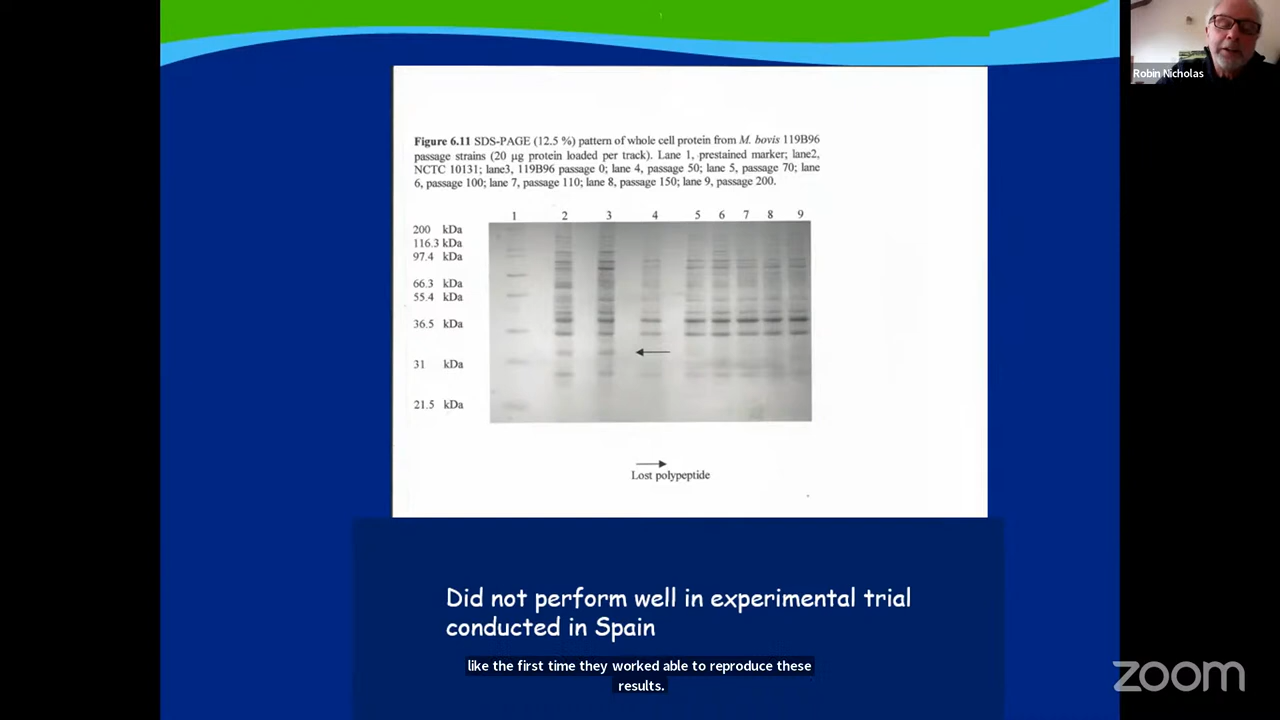 Robin Nicholas
Figure 6.11 SDS-PAGE (12.5 %) pattern of whole cell protein from M. bovis 119B96
passage strains (20 µg protein loaded per track). Lane 1, prestained marker; lane2,
NCTC 10131; lane3, 119B96 passage 0; lane 4, passage 50; lane 5, passage 70; lane
6, passage 100; lane 7, passage 110; lane 8, passage 150; lane 9, passage 200.
1 2 3 4 5 6 7 8 9
200 kDa
116.3 kDa
97.4 kDa
66.3 kDa
55.4 kDa
36.5 kDa
31 kDa
21.5 kDa
Lost polypeptide
Did not perform well in experimental trial
conducted in Spain
like the first time they worked able to reproduce these
results.
zoom